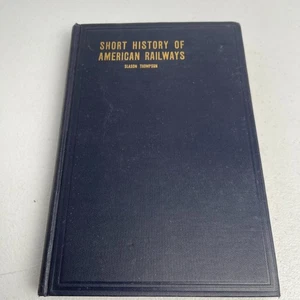 SHORT HISTORY OF
AMERICAN RAILWAYS
SLASON THOMPSON